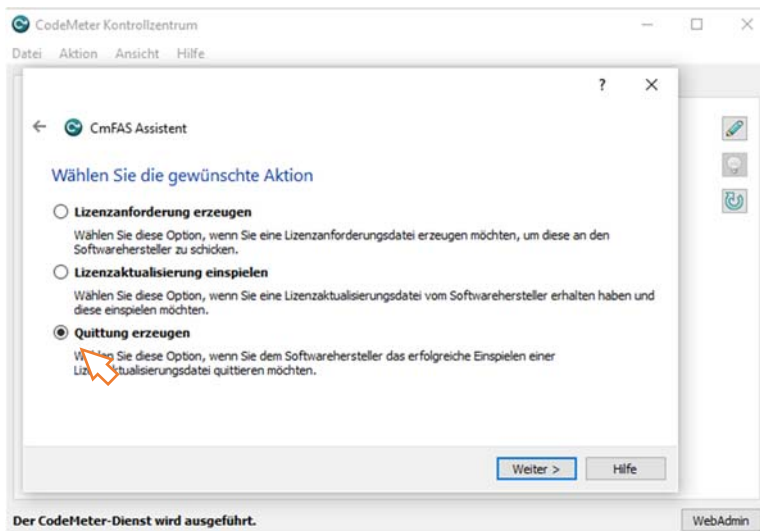 CodeMeter Kontrollzentrum
Datei Aktion Ansicht Hilfe
?
CmFAS Assistent
Wählen Sie die gewünschte Aktion
Lizenzanforderung erzeugen
Wählen Sie diese Option, wenn Sie eine Lizenzanforderungsdatei erzeugen möchten, um diese an den
Softwarehersteller zu schicken.
Lizenzaktualisierung einspielen
Wählen Sie diese Option, wenn Sie eine Lizenzaktualisierungsdatei vom Softwarehersteller erhalten haben und
diese einspielen möchten.
Quittung erzeugen
Wählen Sie diese Option, wenn Sie dem Softwarehersteller das erfolgreiche Einspielen einer
Lizenzaktualisierungsdatei quittieren möchten.
Weiter > Hilfe
Der CodeMeter-Dienst wird ausgeführt. WebAdmin